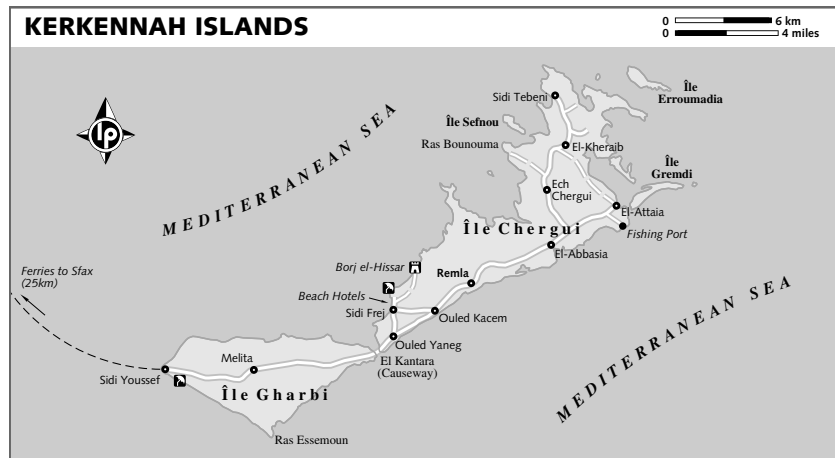 KERKENNAH ISLANDS
0 6 km
0 4 miles
Île
Erroumadia
Sidi Tebeni
Île Sefnou
Ras Bounouma
El-Kheraib
Île
Gremdi
Ech
Chergui
El-Attaia
Fishing Port
lp
MEDITERRANEAN SEA
Île Chergui
El-Abbasia
Borj el-Hissar
Remla
Ferries to Sfax
(25km)
Beach Hotels
Sidi Frej
Ouled Kacem
MEDITERRANEAN SEA
Ouled Yaneg
El Kantara
(Causeway)
Melita
Sidi Youssef
Île Gharbi
Ras Essemoun